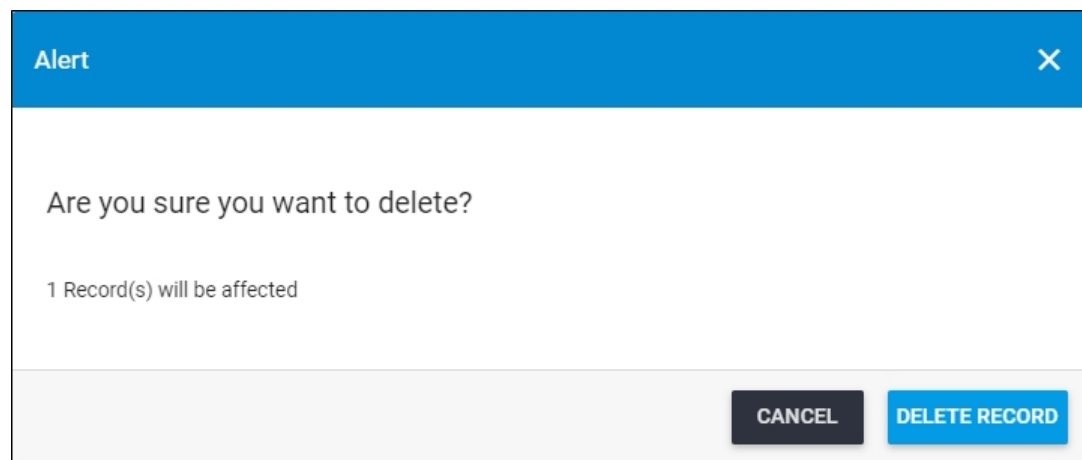 Alert
Are you sure you want to delete?
1 Record(s) will be affected
CANCEL DELETE RECORD